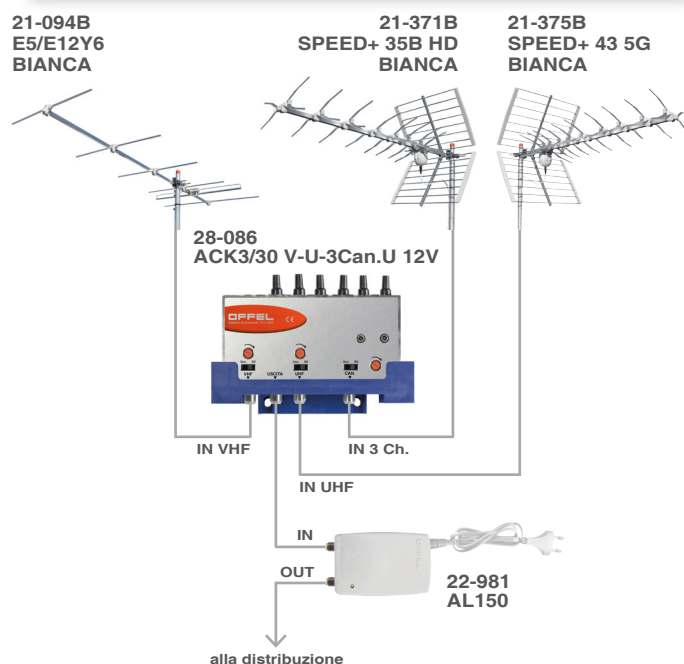 21-094B
E5/E12Y6
BIANCA
21-371B
SPEED+ 35B HD
BIANCA
21-375B
SPEED+ 43 5G
BIANCA
28-086
ACK3/30 V-U-3Can.U 12V
OFFEL
CE
VHF
USCITA
UHF
CAN.
IN VHF
IN 3 Ch.
IN UHF
IN
OUT
22-981
AL150
alla distribuzione